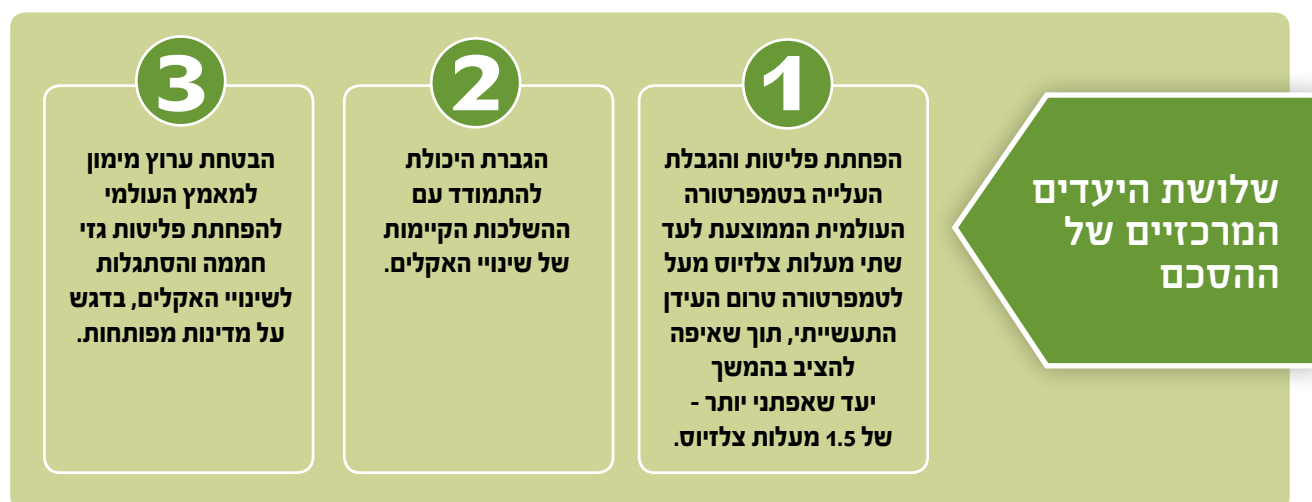 שלושת היעדים
המרכזיים של
ההסכם
1
הפחתת פליטות והגבלת
העלייה בטמפרטורה
העולמית הממוצעת לעד
שתי מעלות צלזיוס מעל
לטמפרטורה טרום העידן
התעשייתי, תוך שאיפה
להציב בהמשך
יעד שאפתני יותר -
של 1.5 מעלות צלזיוס.
2
הגברת היכולת
להתמודד עם
ההשלכות הקיימות
של שינויי האקלים.
3
הבטחת ערוץ מימון
למאמץ העולמי
להפחתת פליטות גזי
חממה והסתגלות
לשינויי האקלים, בדגש
על מדינות מפותחות.